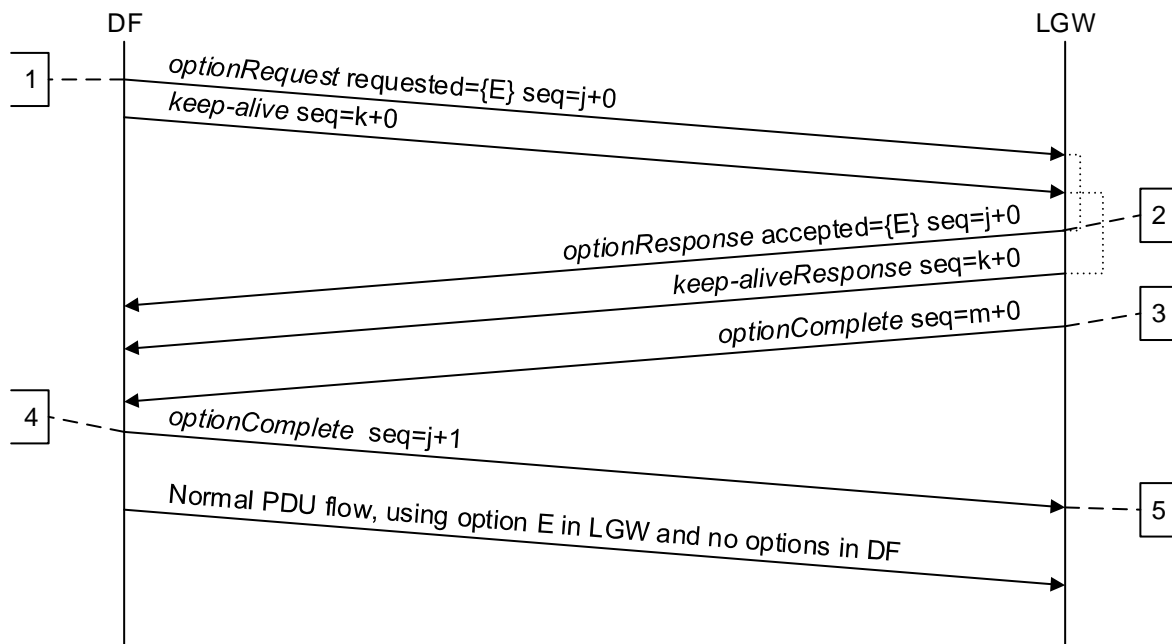 DF
LGW
1
optionRequest requested={E} seq=j+0
keep-alive seq=k+0
2
optionResponse accepted={E} seq=j+0
keep-aliveResponse seq=k+0
3
optionComplete seq=m+0
4
optionComplete seq=j+1
5
Normal PDU flow, using option E in LGW and no options in DF